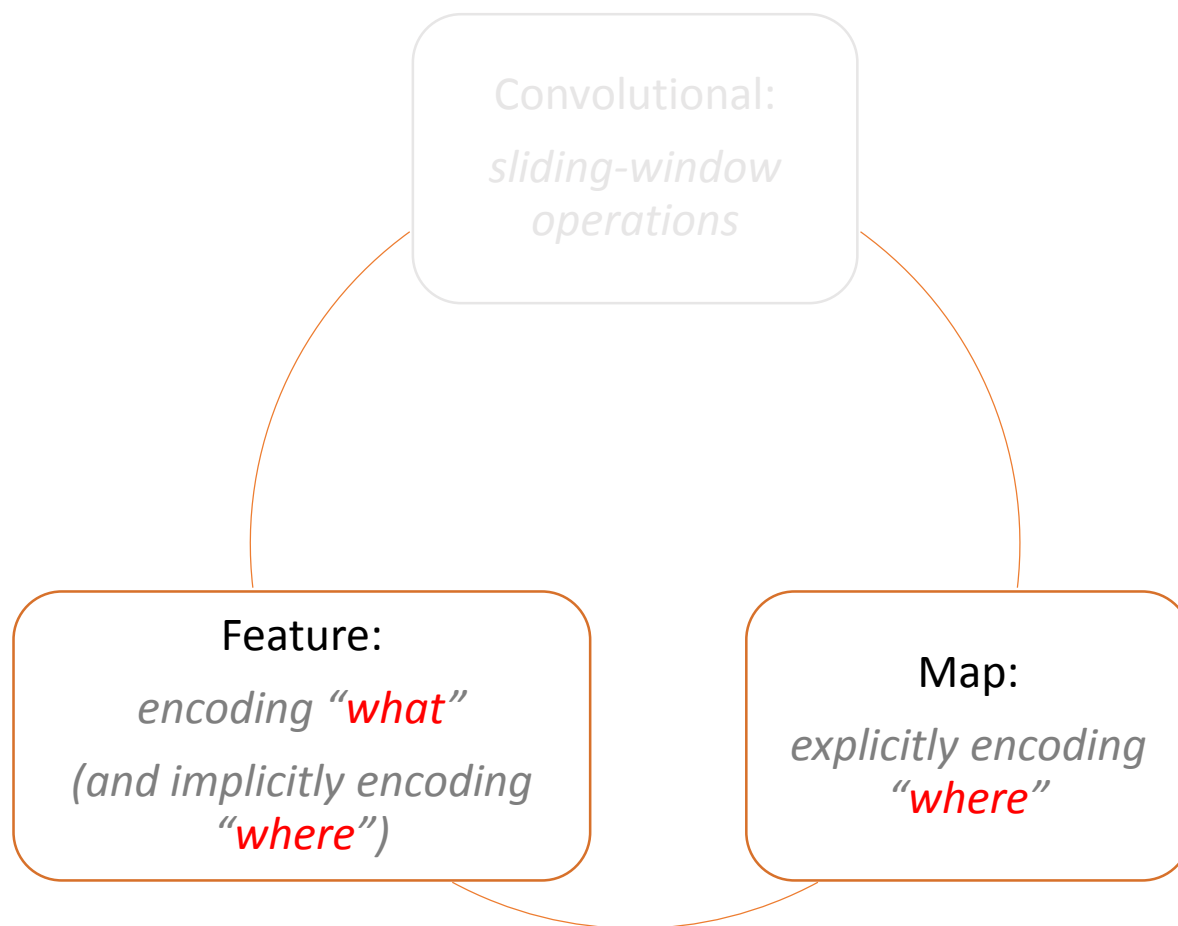 Convolutional:
sliding-window
operations
Feature:
encoding “what”
(and implicitly encoding
“where”)
Map:
explicitly encoding
“where”